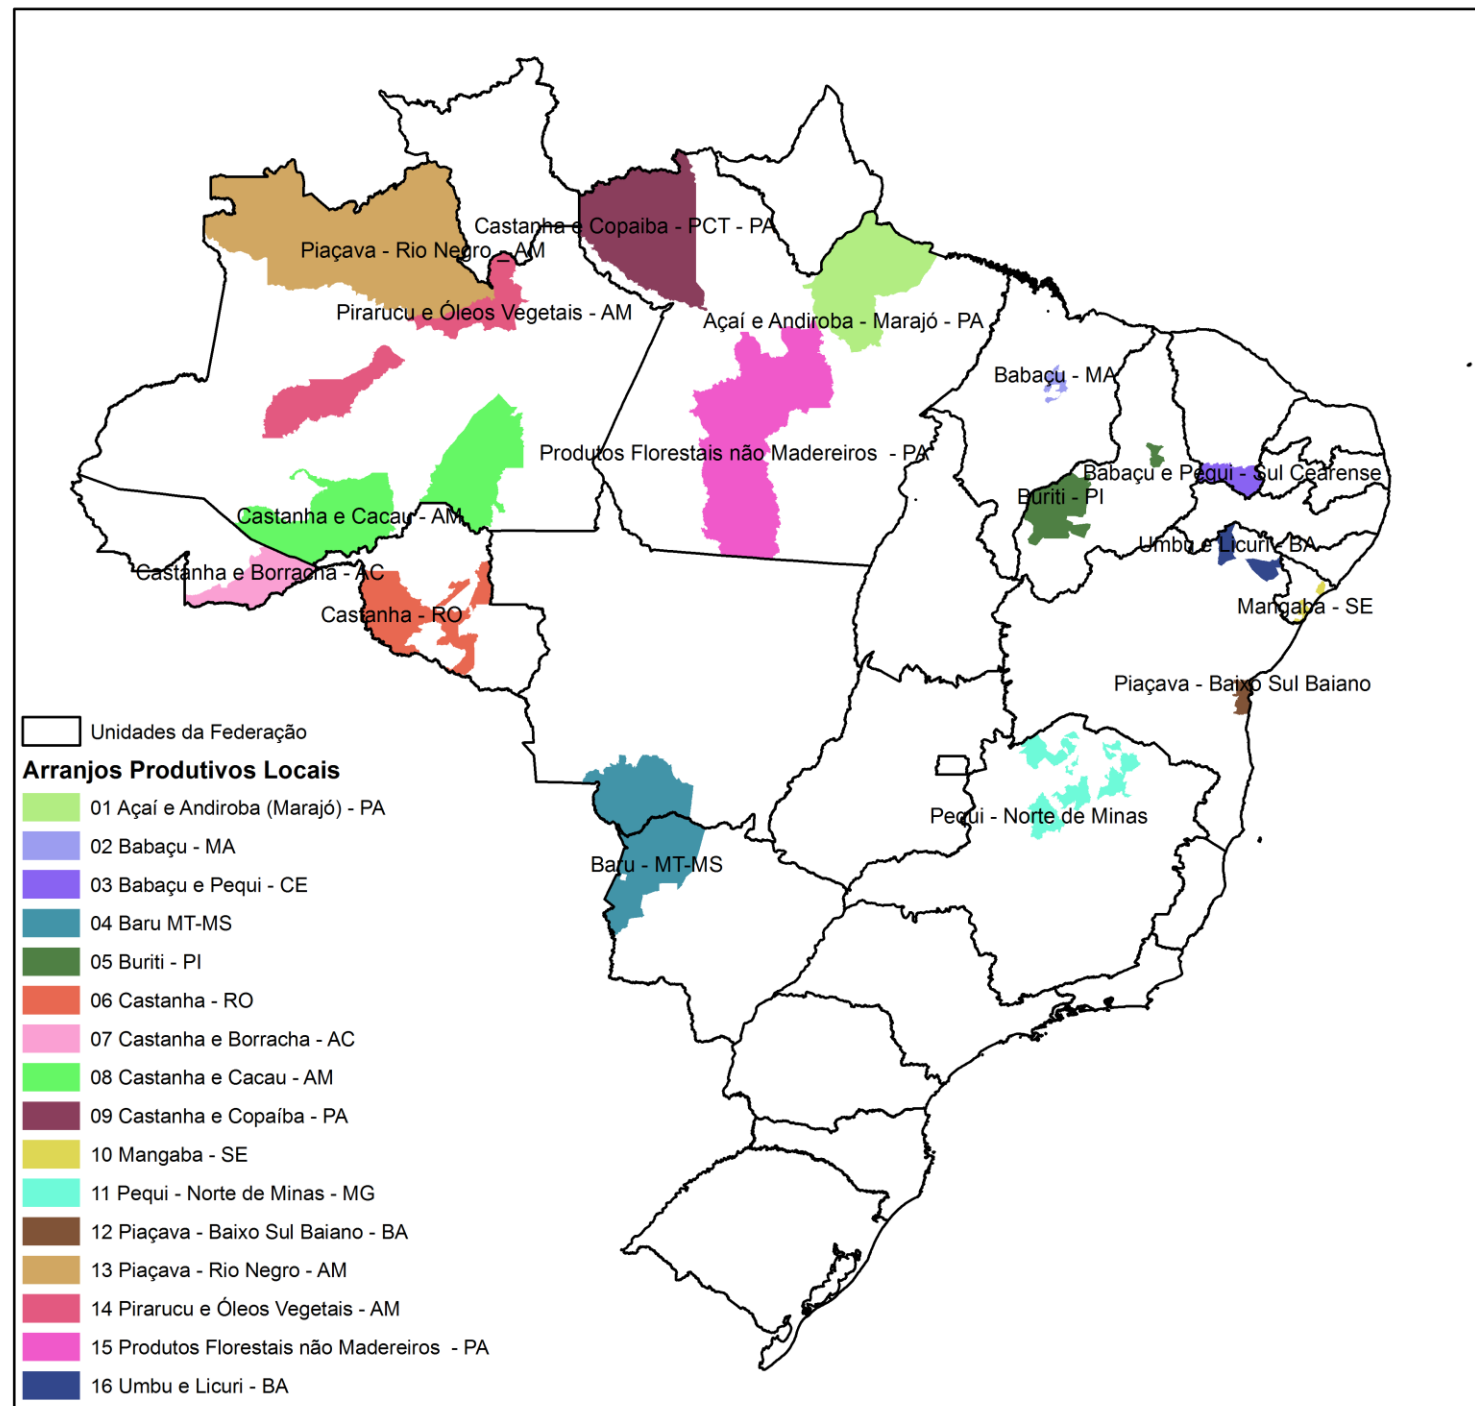 Castanha e Copaiba - PCT - PA
Piaçava - Rio Negro _ AM
Pirarucu e Óleos Vegetais - AM
Açaí e Andiroba - Marajó - PA
Babaçu - MA
Produtos Florestais não Madereiros  - PA
Babaçu e Pequi - Sul Cearense
Buriti - PI
Castanha e Cacau - AM
Umbu e Licuri - BA
Castanha e Borracha - AC
Castanha - RO
Mangaba - SE
Piaçava - Baixo Sul Baiano
Pequi - Norte de Minas
Baru - MT-MS
Unidades da Federação
Arranjos Produtivos Locais
01 Açaí e Andiroba (Marajó) - PA
02 Babaçu - MA
03 Babaçu e Pequi - CE
04 Baru MT-MS
05 Buriti - PI
06 Castanha - RO
07 Castanha e Borracha - AC
08 Castanha e Cacau - AM
09 Castanha e Copaíba - PA
10 Mangaba - SE
11 Pequi - Norte de Minas - MG
12 Piaçava - Baixo Sul Baiano - BA
13 Piaçava - Rio Negro - AM
14 Pirarucu e Óleos Vegetais - AM
15 Produtos Florestais não Madereiros  - PA
16 Umbu e Licuri - BA